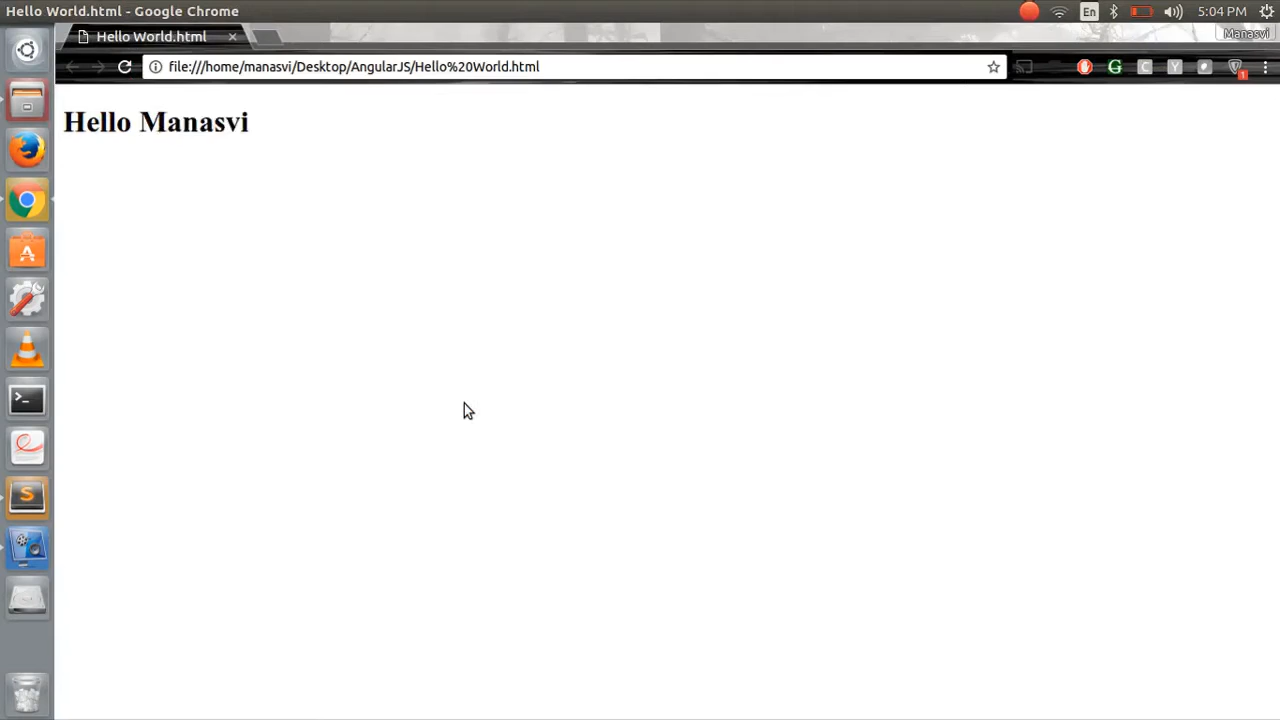 Hello World.html - Google Chrome
En
5:04 PM
Hello World.html
Manasvi
file:///home/manasvi/Desktop/AngularJS/Hello%20World.html
G
C
Y
1
Hello Manasvi